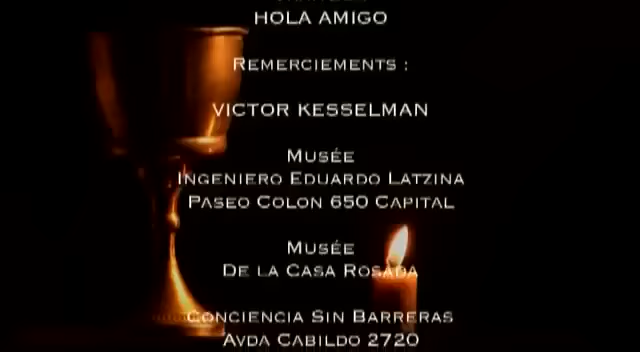 HOLA AMIGO
REMERCIEMENTS :
VICTOR KESSELMAN
MUSÉE
INGENIERO EDUARDO LATZINA
PASEO COLON 650 CAPITAL
MUSÉE
DE LA CASA ROSADA
CONCIENCIA SIN BARRERAS
AVDA CABILDO 2720